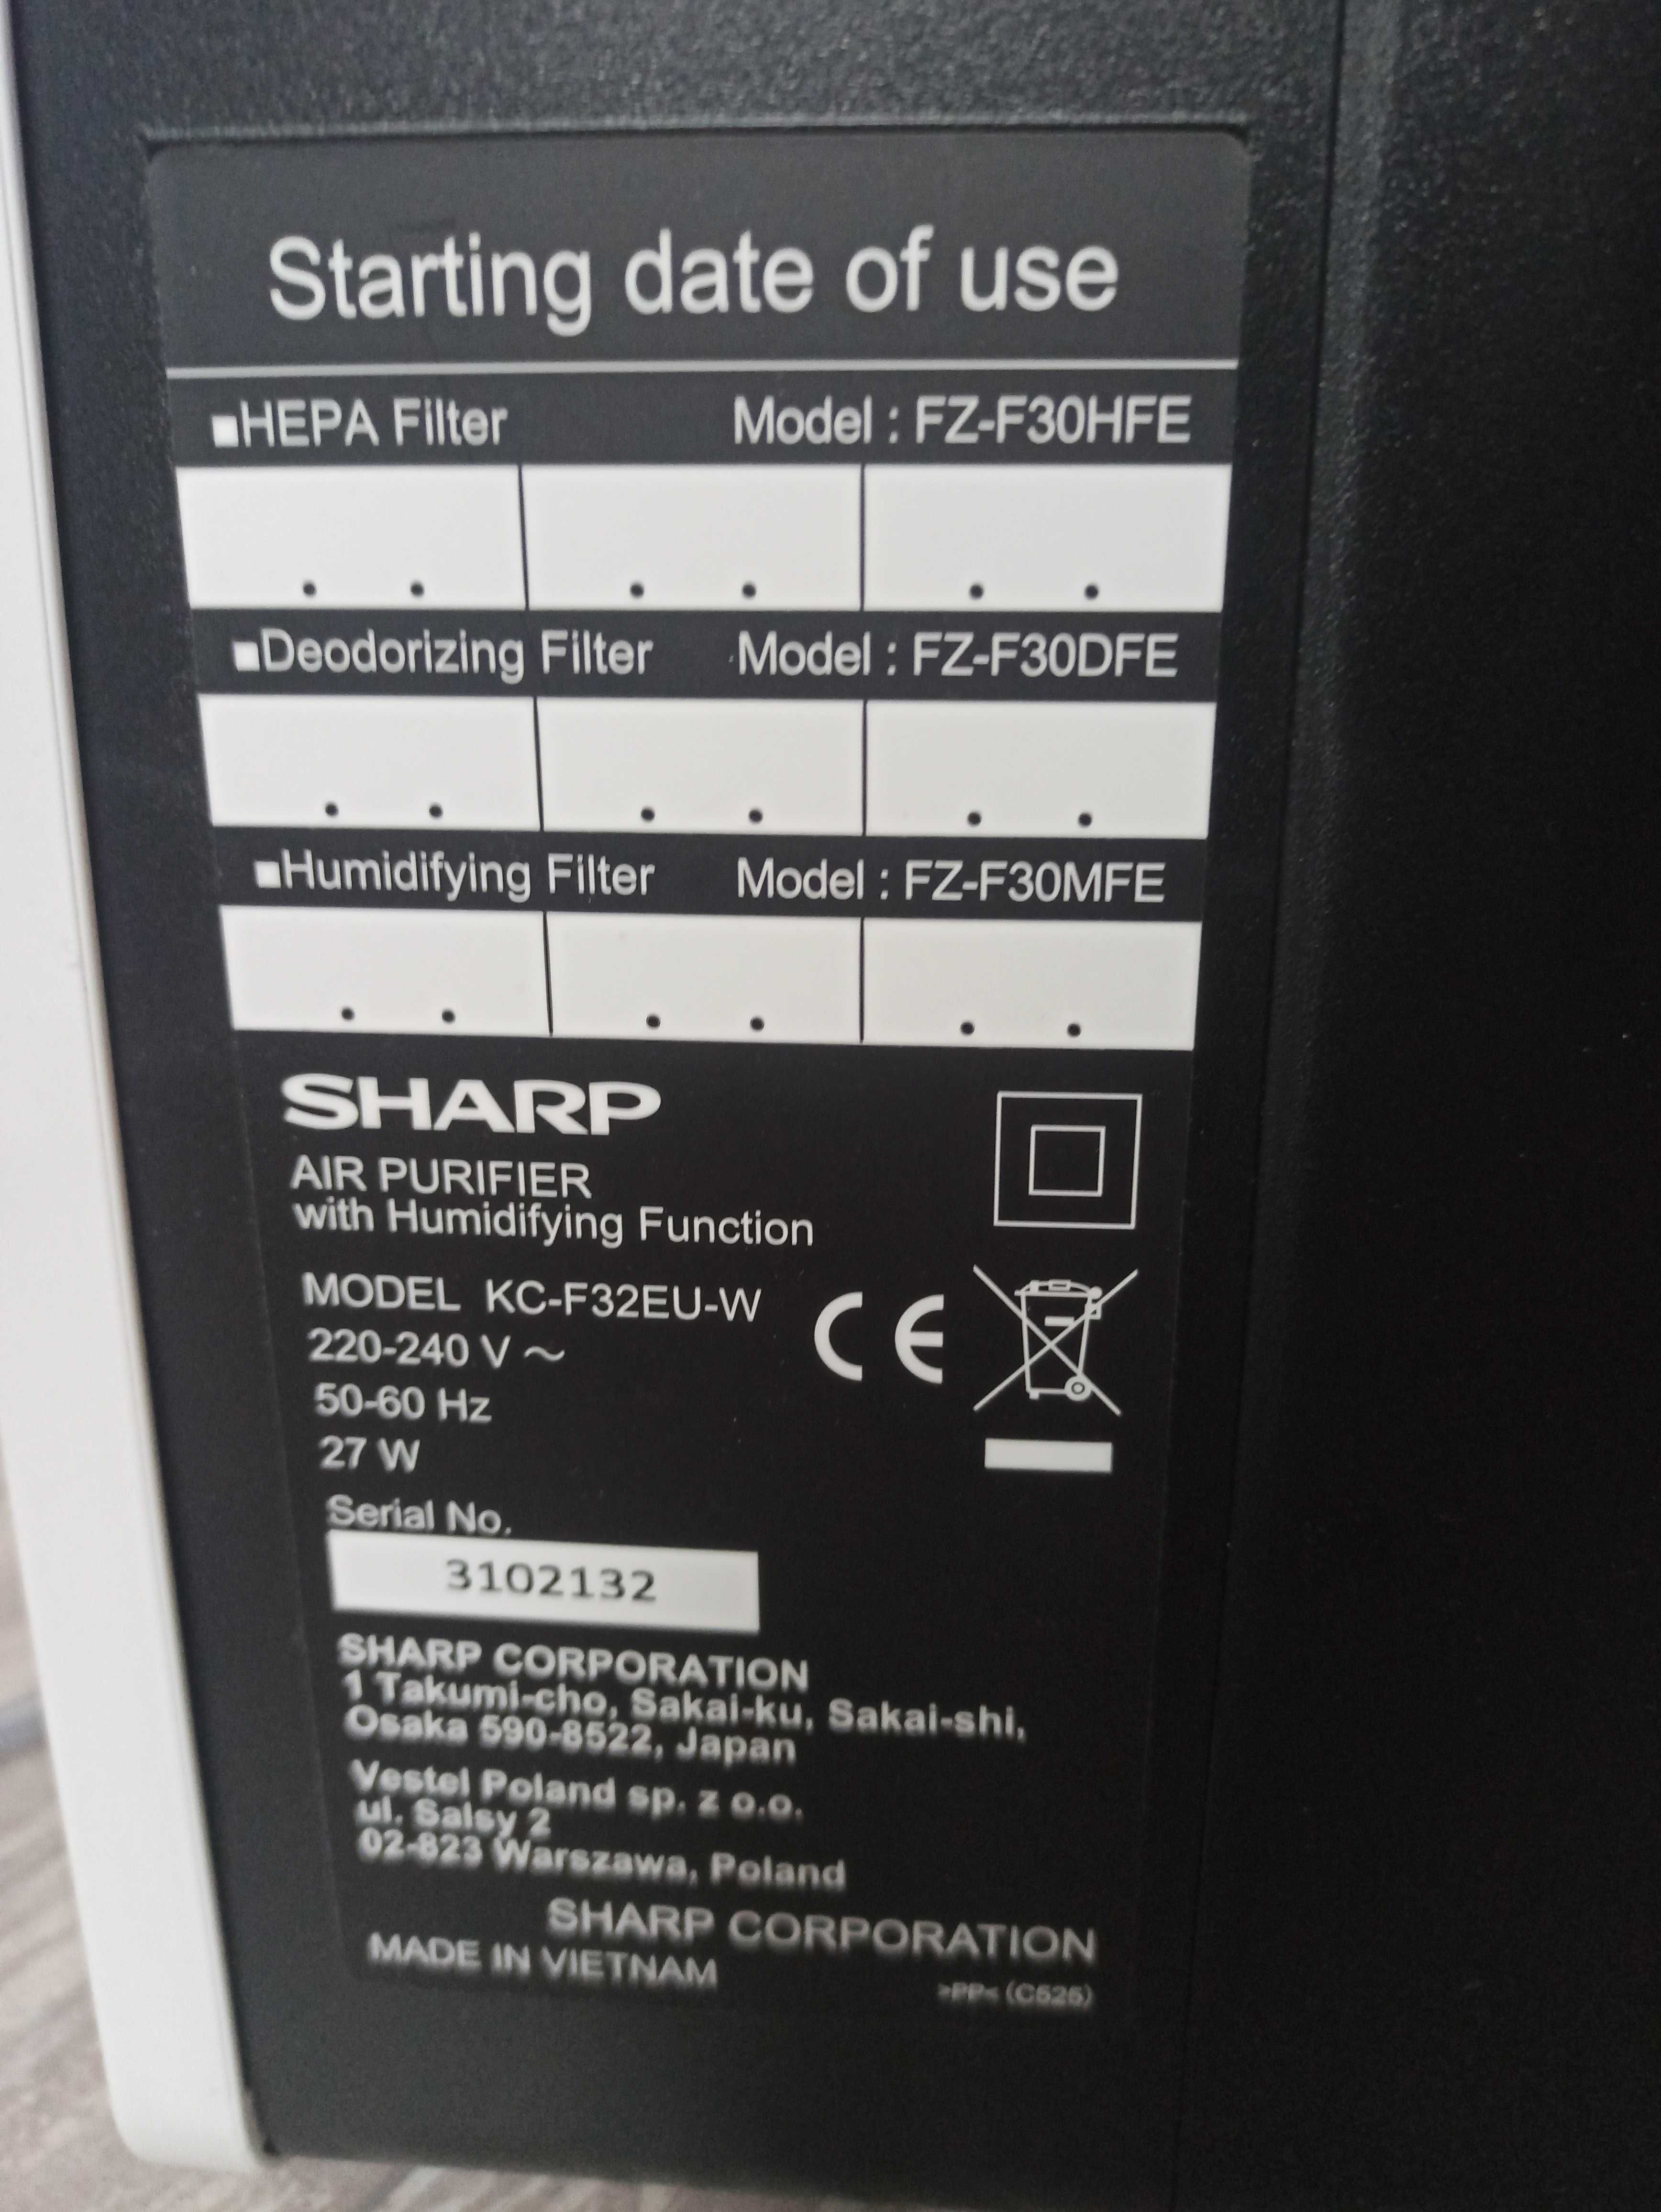 Starting date of use
■HEPA Filter Model : FZ-F30HFE
■Deodorizing Filter Model : FZ-F30DFE
■Humidifying Filter Model : FZ-F30MFE
SHARP
AIR PURIFIER
with Humidifying Function
MODEL KC-F32EU-W
220-240 V ~
50-60 Hz
27 W
CE
Serial No.
3102132
SHARP CORPORATION
1 Takumi-cho, Sakai-ku, Sakai-shi,
Osaka 590-8522, Japan
Vestel Poland sp. z o.o.
ul. Salsy 2
02-823 Warszawa, Poland
SHARP CORPORATION
MADE IN VIETNAM
>PP< (C525)